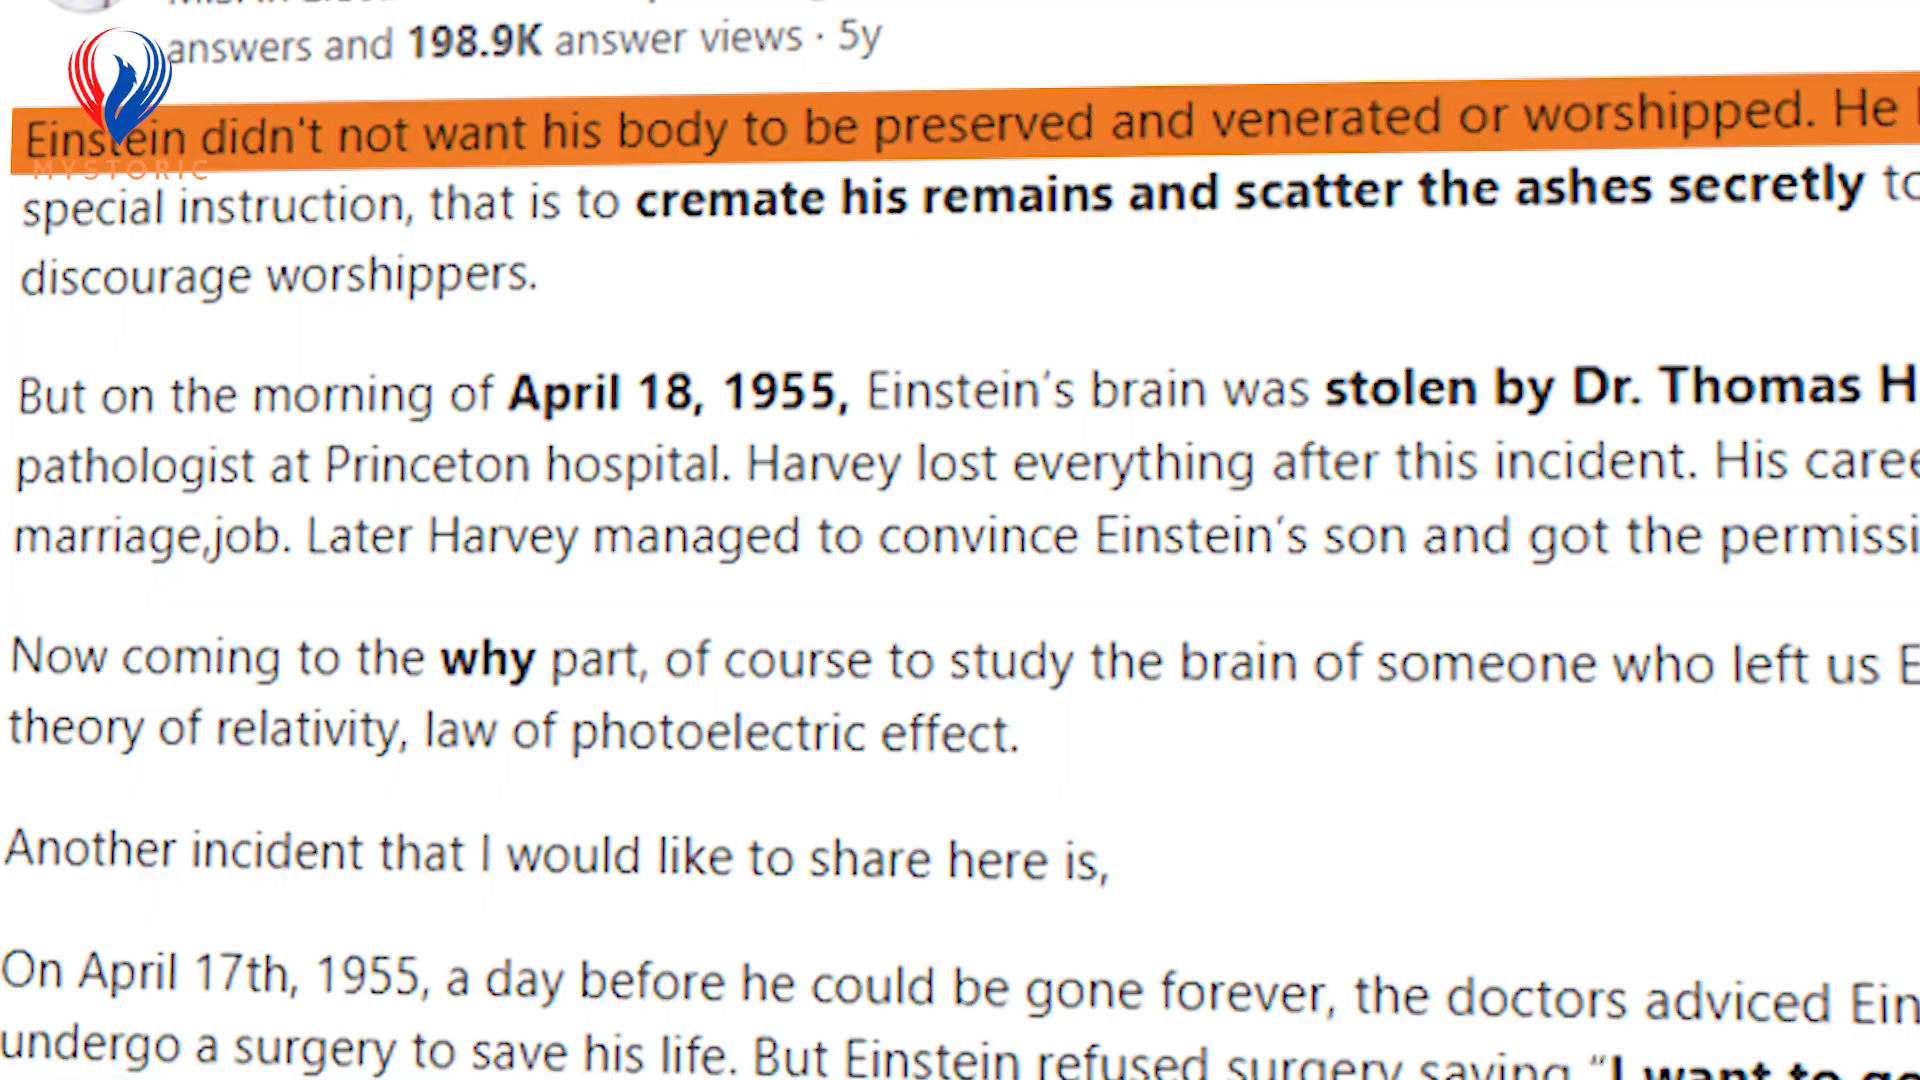 answers and 198.9K answer views · 5y
Einstein didn't not want his body to be preserved and venerated or worshipped. He
MYSTORIC
special instruction, that is to cremate his remains and scatter the ashes secretly to
discourage worshippers.
But on the morning of April 18, 1955, Einstein's brain was stolen by Dr. Thomas H
pathologist at Princeton hospital. Harvey lost everything after this incident. His
marriage,job. Later Harvey managed to convince Einstein's son and got the
Now coming to the why part, of course to study the brain of someone who left us
theory of relativity, law of photoelectric effect.
Another incident that I would like to share here is,
On April 17th, 1955, a day before he could be gone forever, the doctors adviced
undergo a surgery to save his life. But Einstein refused surgery saying “I want to